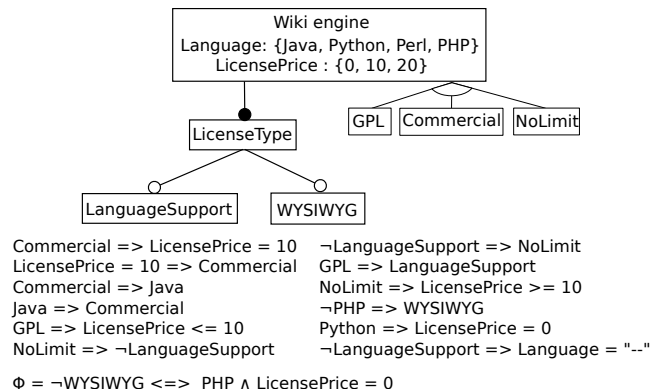 Wiki engine
Language: {Java, Python, Perl, PHP}
LicensePrice : {0, 10, 20}
GPL
Commercial
NoLimit
LicenseType
LanguageSupport
WYSIWYG
Commercial => LicensePrice = 10
LicensePrice = 10 => Commercial
Commercial => Java
Java => Commercial
GPL => LicensePrice <= 10
NoLimit => ¬LanguageSupport
¬LanguageSupport => NoLimit
GPL => LanguageSupport
NoLimit => LicensePrice >= 10
¬PHP => WYSIWYG
Python => LicensePrice = 0
¬LanguageSupport => Language = "--"
Φ = ¬WYSIWYG <=> PHP ∧ LicensePrice = 0